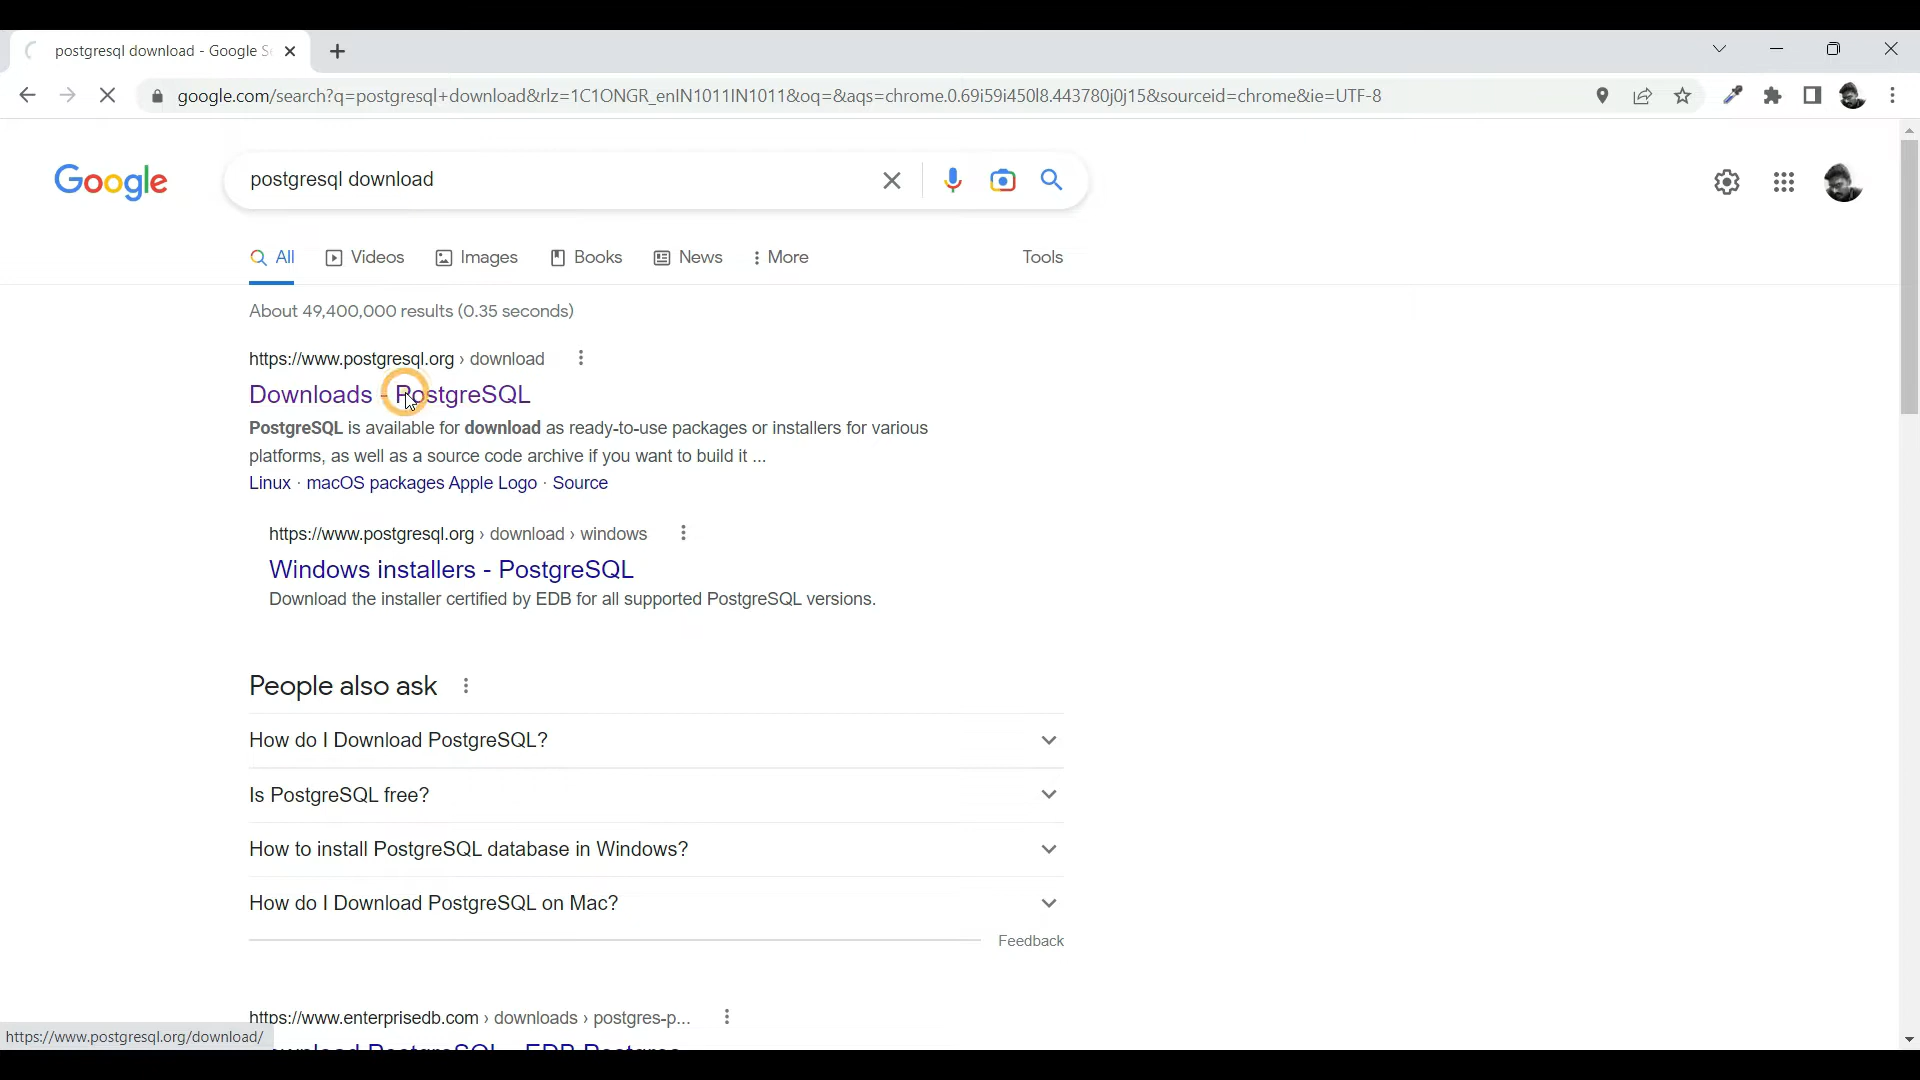 postgresql download - Google S
google.com/search?q=postgresql+download&rlz=1C1ONGR_enIN1011IN1011&oq=&aqs=chrome.0.69i59i450l8.443780j0j15&sourceid=chrome&ie=UTF-8
Google
postgresql download
All Videos Images Books News More Tools
About 49,400,000 results (0.35 seconds)
https://www.postgresql.org › download
Downloads - PostgreSQL
PostgreSQL is available for download as ready-to-use packages or installers for various
platforms, as well as a source code archive if you want to build it ...
Linux · macOS packages Apple Logo · Source
https://www.postgresql.org › download › windows
Windows installers - PostgreSQL
Download the installer certified by EDB for all supported PostgreSQL versions.
People also ask
How do I Download PostgreSQL?
Is PostgreSQL free?
How to install PostgreSQL database in Windows?
How do I Download PostgreSQL on Mac?
Feedback
https://www.enterprisedb.com › downloads › postgres-p...
https://www.postgresql.org/download/